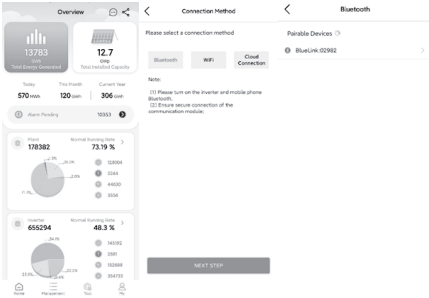 Overview
13783
GWh
Total Energy Generated
12.7
GWp
Total Installed Capacity
Today
This Month
Current Year
570 MWh
120 GWh
306 GWh
Alarm Pending
10353
Plant
178382
Normal Running Rate
73.19 %
Inverter
655294
Normal Running Rate
48.3 %
Home
Management
Tool
My
Connection Method
Please select a connection method
Bluetooth
WiFi
Cloud
Connection
Note:
(1) Please turn on the inverter and mobile phone
Bluetooth;
(2) Ensure secure connection of the
communication module;
NEXT STEP
Bluetooth
Pairable Devices
BlueLink:02982